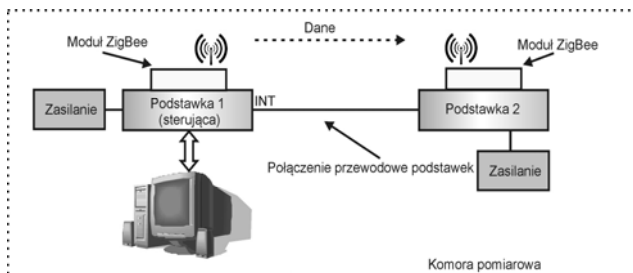 Dane
Moduł ZigBee
Moduł ZigBee
Zasilanie
Podstawka 1
(sterująca)
INT
Podstawka 2
Połączenie przewodowe podstawek
Zasilanie
Komora pomiarowa